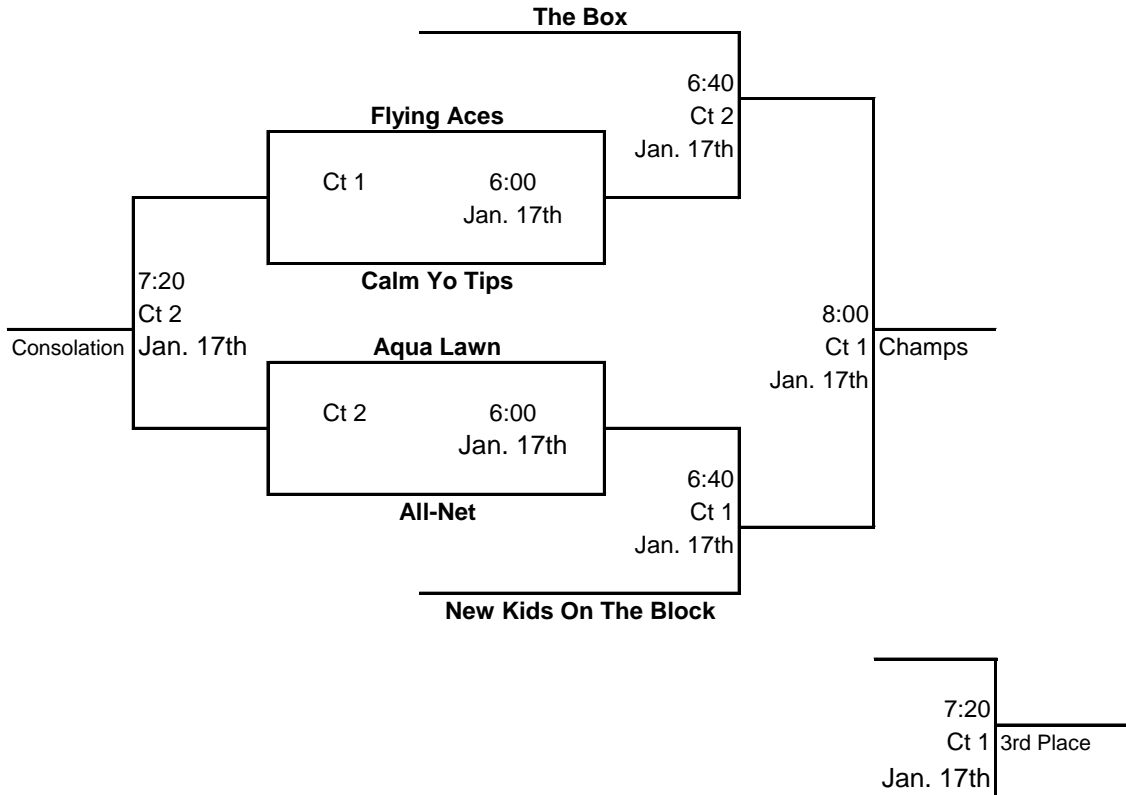 The Box
6:40
Flying Aces
Ct 2
Jan. 17th
Ct 1 6:00
Jan. 17th
Calm Yo Tips
7:20
Ct 2
8:00
Consolation Jan. 17th
Aqua Lawn
Ct 1 Champs
Jan. 17th
Ct 2 6:00
Jan. 17th
6:40
All-Net
Ct 1
Jan. 17th
New Kids On The Block
7:20
Ct 1 3rd Place
Jan. 17th